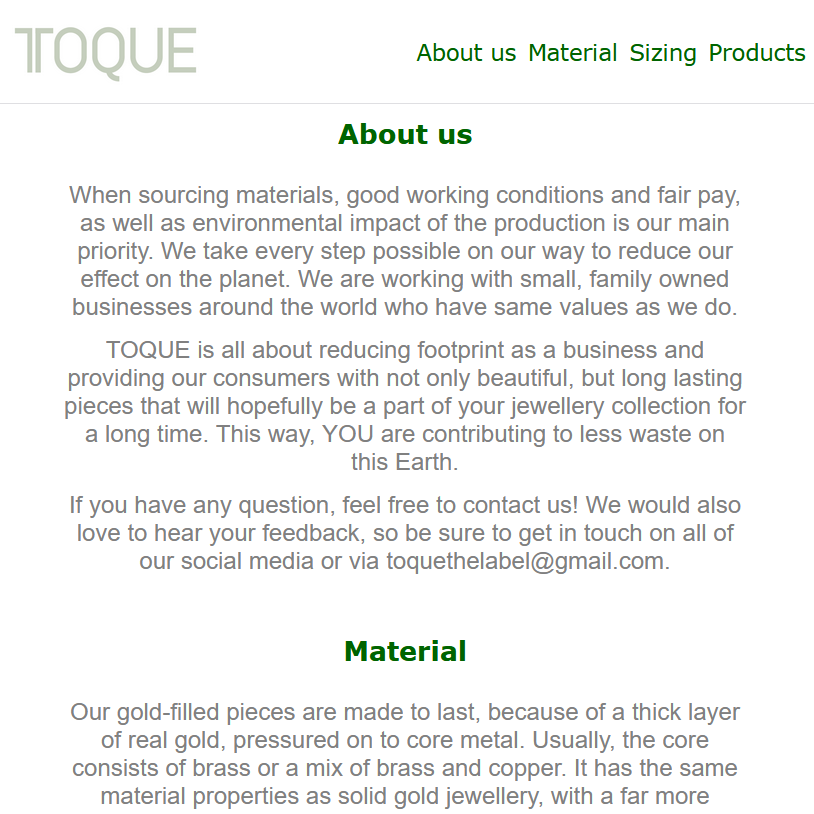 TOQUE
About us Material Sizing Products
About us
When sourcing materials, good working conditions and fair pay,
as well as environmental impact of the production is our main
priority. We take every step possible on our way to reduce our
effect on the planet. We are working with small, family owned
businesses around the world who have same values as we do.
TOQUE is all about reducing footprint as a business and
providing our consumers with not only beautiful, but long lasting
pieces that will hopefully be a part of your jewellery collection for
a long time. This way, YOU are contributing to less waste on
this Earth.
If you have any question, feel free to contact us! We would also
love to hear your feedback, so be sure to get in touch on all of
our social media or via toquethelabel@gmail.com.
Material
Our gold-filled pieces are made to last, because of a thick layer
of real gold, pressured on to core metal. Usually, the core
consists of brass or a mix of brass and copper. It has the same
material properties as solid gold jewellery, with a far more